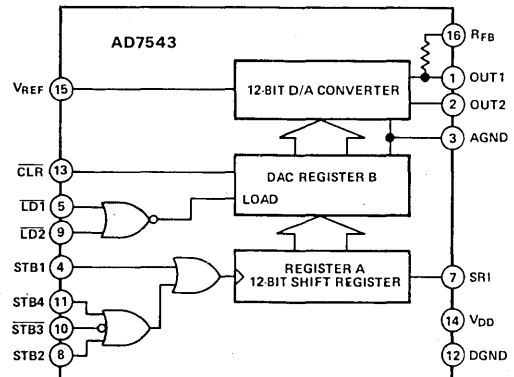 AD7543
16 RFB
1 OUT1
VREF 15
12-BIT D/A CONVERTER
2 OUT2
3 AGND
CLR 13
DAC REGISTER B
LOAD
LD1 5
LD2 9
STB1 4
REGISTER A
12-BIT SHIFT REGISTER
7 SRI
STB4 11
STB3 10
STB2 8
14 VDD
12 DGND